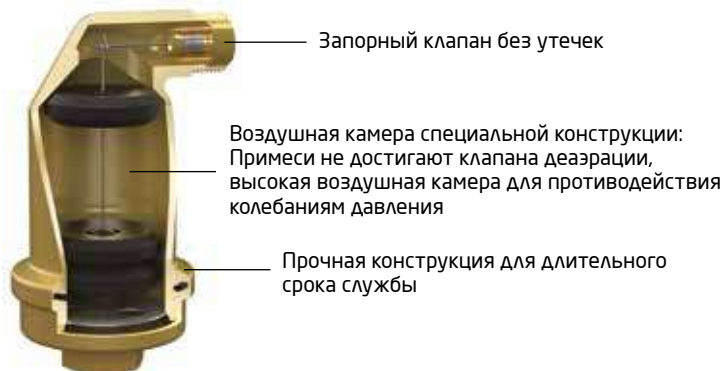 Запорный клапан без утечек
Воздушная камера специальной конструкции:
Примеси не достигают клапана деаэрации,
высокая воздушная камера для противодействия
колебаниям давления
Прочная конструкция для длительного
срока службы